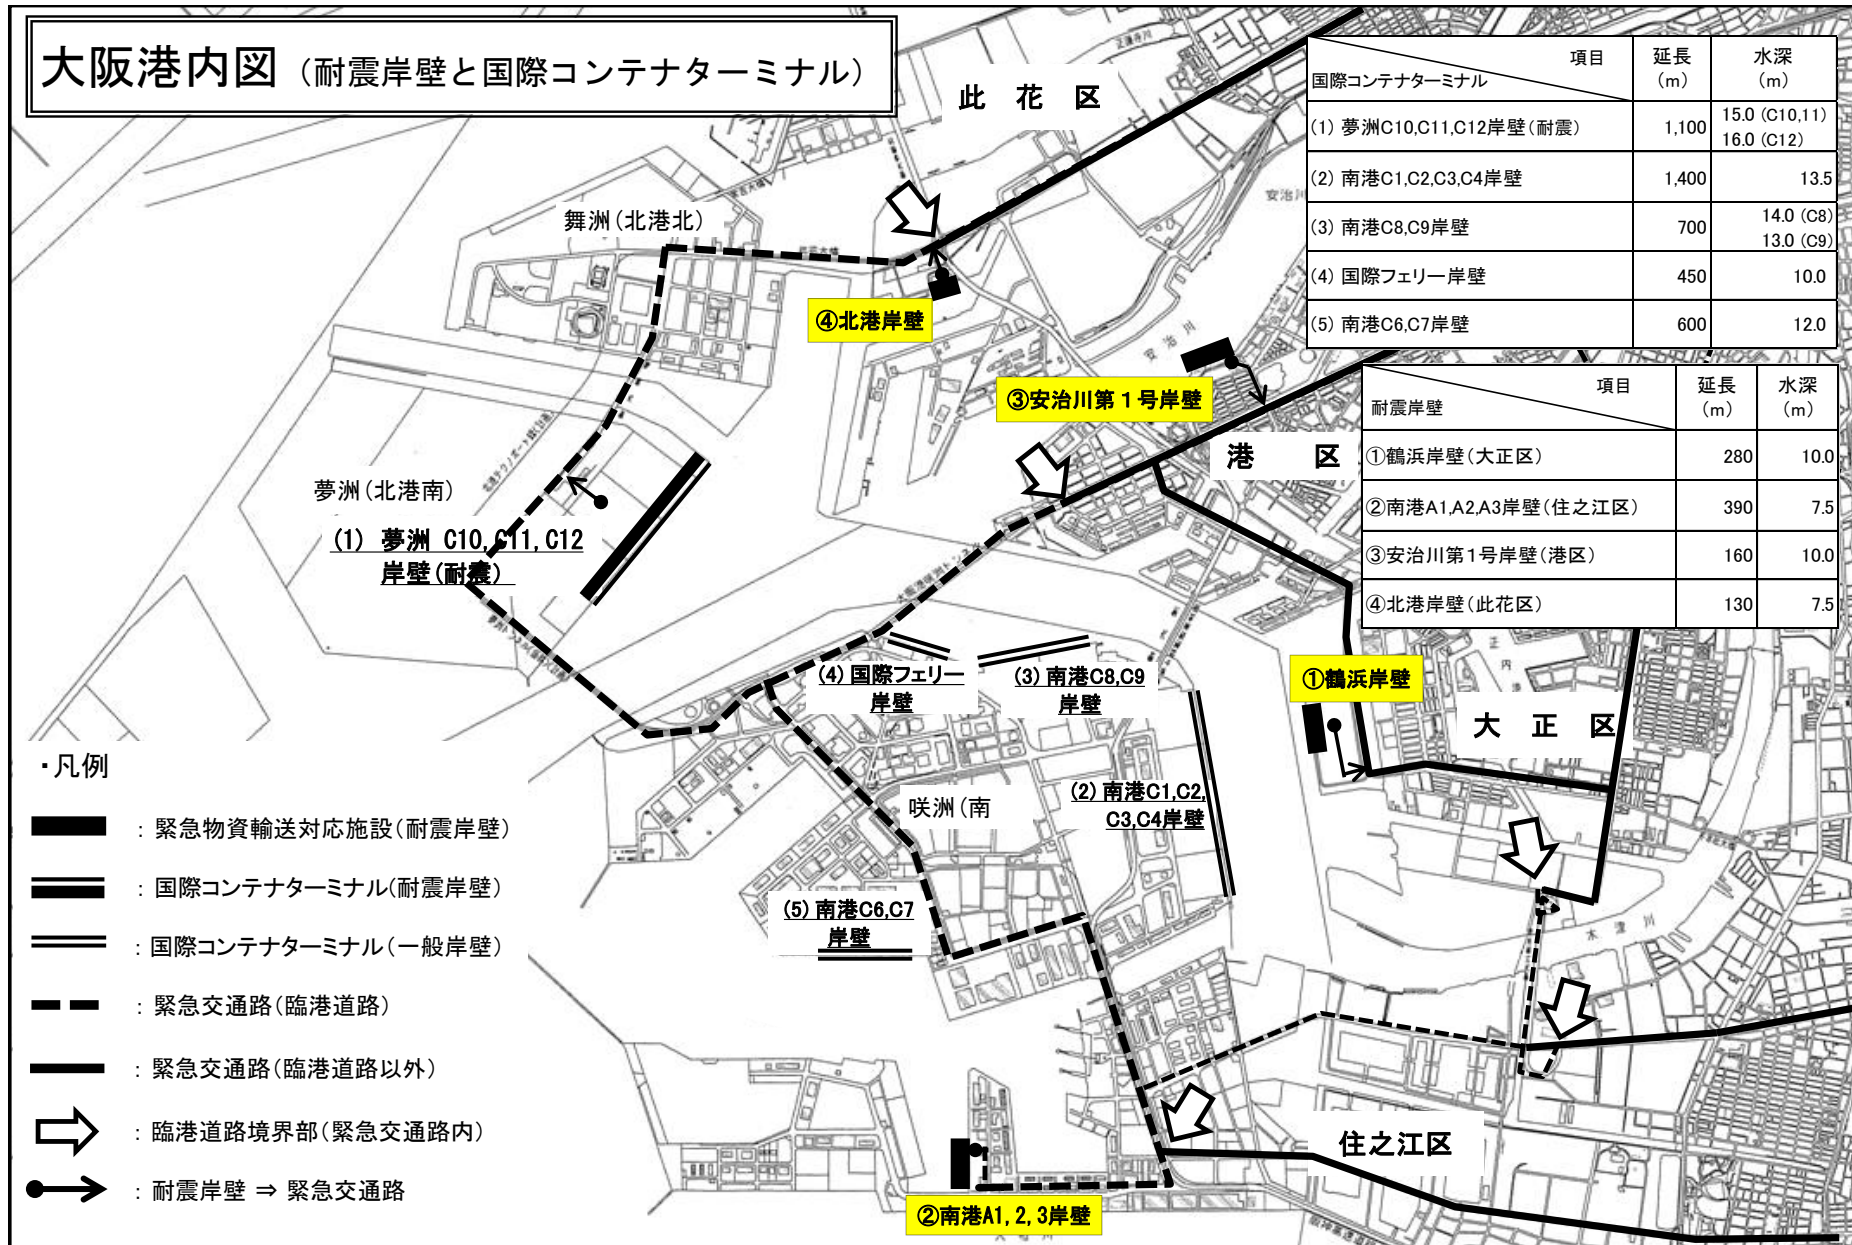 大阪港内図（耐震岸壁と国際コンテナターミナル）
此 花 区
項目
延長
(m)
水深
(m)
国際コンテナターミナル
(1) 夢洲C10,C11,C12岸壁(耐震)
1,100
15.0 (C10,11)
16.0 (C12)
(2) 南港C1,C2,C3,C4岸壁
1,400
13.5
(3) 南港C8,C9岸壁
700
14.0 (C8)
13.0 (C9)
(4) 国際フェリー岸壁
450
10.0
(5) 南港C6,C7岸壁
600
12.0
項目
延長
(m)
水深
(m)
耐震岸壁
①鶴浜岸壁(大正区)
280
10.0
②南港A1,A2,A3岸壁(住之江区)
390
7.5
③安治川第1号岸壁(港区)
160
10.0
④北港岸壁(此花区)
130
7.5
正蓮寺川
安治川
舞洲(北港北)
④北港岸壁
安治川
③安治川第１号岸壁
港 区
夢洲(北港南)
(1) 夢洲 C10,C11,C12
岸壁(耐震)
(4) 国際フェリー
岸壁
(3) 南港C8,C9
岸壁
①鶴浜岸壁
大 正 区
(2) 南港C1,C2,
C3,C4岸壁
咲洲(南
(5) 南港C6,C7
岸壁
木津川
住之江区
②南港A1,2,3岸壁
・凡例
：緊急物資輸送対応施設(耐震岸壁)
：国際コンテナターミナル(耐震岸壁)
：国際コンテナターミナル(一般岸壁)
：緊急交通路(臨港道路)
：緊急交通路(臨港道路以外)
：臨港道路境界部(緊急交通路内)
：耐震岸壁 ⇒ 緊急交通路